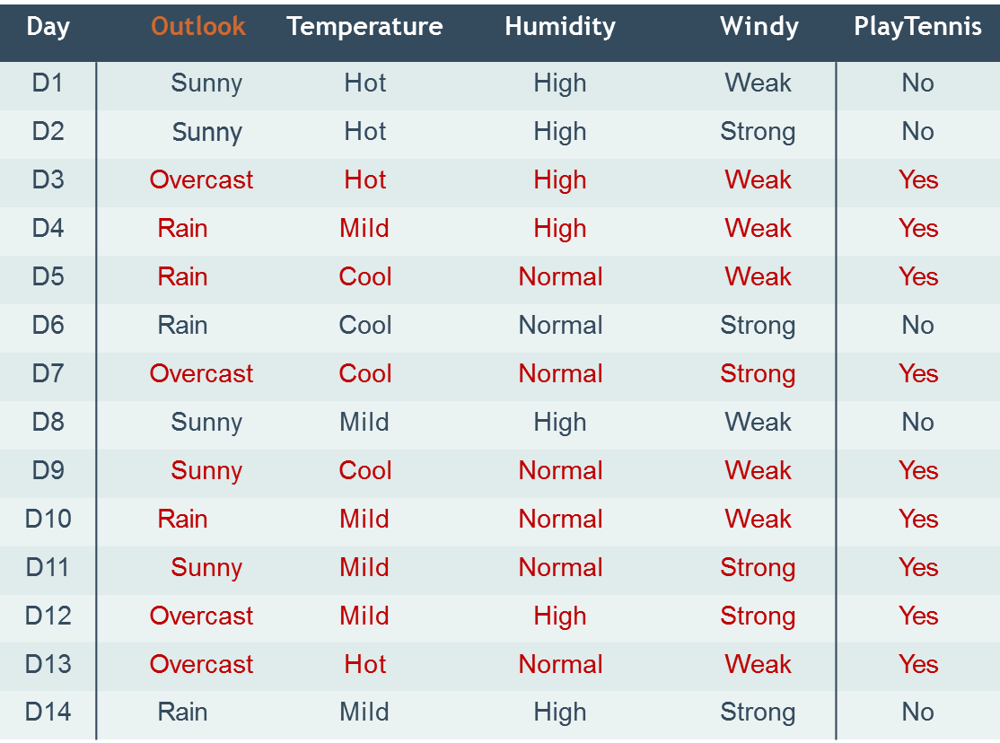 Day Outlook Temperature Humidity Windy PlayTennis
D1 Sunny Hot High Weak No
D2 Sunny Hot High Strong No
D3 Overcast Hot High Weak Yes
D4 Rain Mild High Weak Yes
D5 Rain Cool Normal Weak Yes
D6 Rain Cool Normal Strong No
D7 Overcast Cool Normal Strong Yes
D8 Sunny Mild High Weak No
D9 Sunny Cool Normal Weak Yes
D10 Rain Mild Normal Weak Yes
D11 Sunny Mild Normal Strong Yes
D12 Overcast Mild High Strong Yes
D13 Overcast Hot Normal Weak Yes
D14 Rain Mild High Strong No